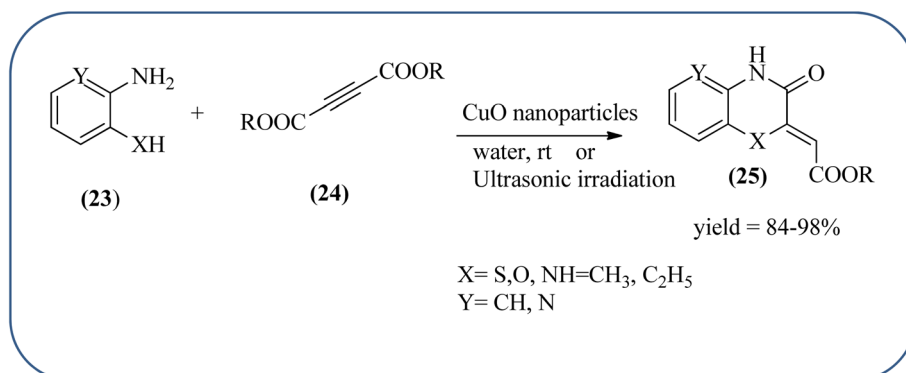 Y
NH₂
XH
(23)
+
COOR
ROOC
(24)
CuO nanoparticles
water, rt or
Ultrasonic irradiation
H
Y
N
O
X
COOR
(25)
yield = 84-98%
X= S,O, NH=CH₃, C₂H₅
Y= CH, N